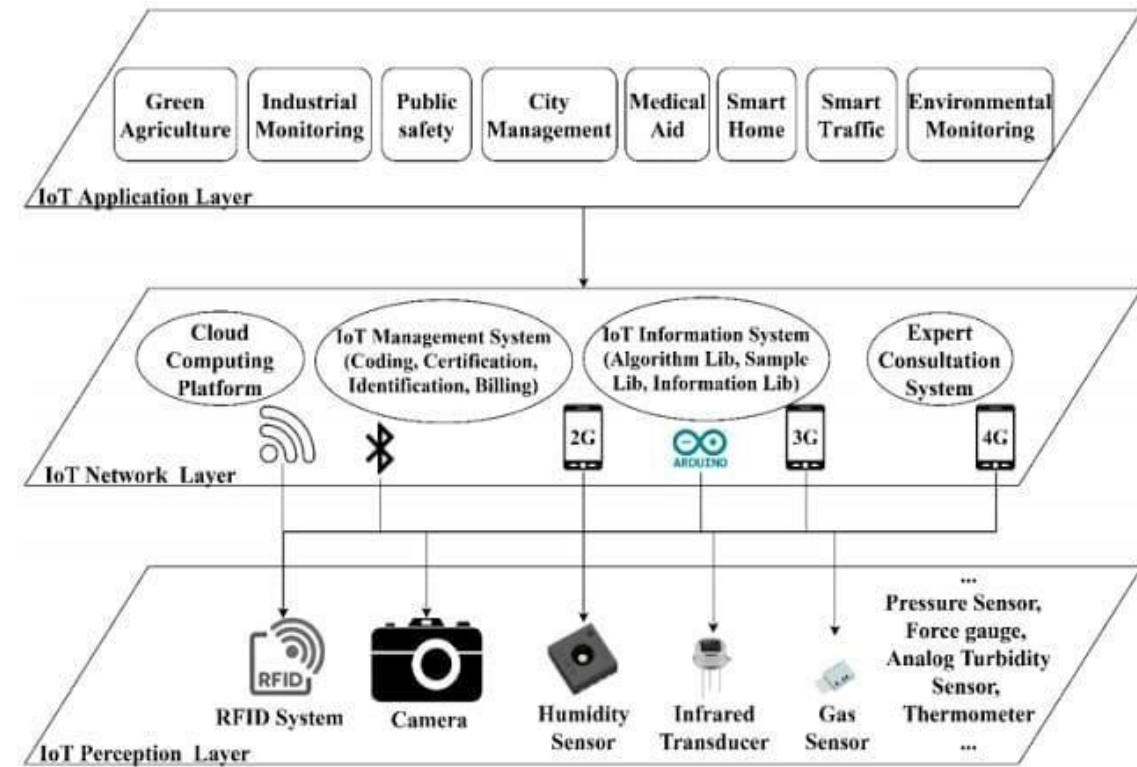 Green
Agriculture
Industrial
Monitoring
Public
safety
City
Management
Medical
Aid
Smart
Home
Smart
Traffic
Environmental
Monitoring
IoT Application Layer
Cloud
Computing
Platform
IoT Management System
(Coding, Certification,
Identification, Billing)
IoT Information System
(Algorithm Lib, Sample
Lib, Information Lib)
Expert
Consultation
System
2G
ARDUINO
3G
4G
IoT Network Layer
RFID
RFID System
Camera
Humidity
Sensor
Infrared
Transducer
Gas
Sensor
...
Pressure Sensor,
Force gauge,
Analog Turbidity
Sensor,
Thermometer
...
IoT Perception Layer